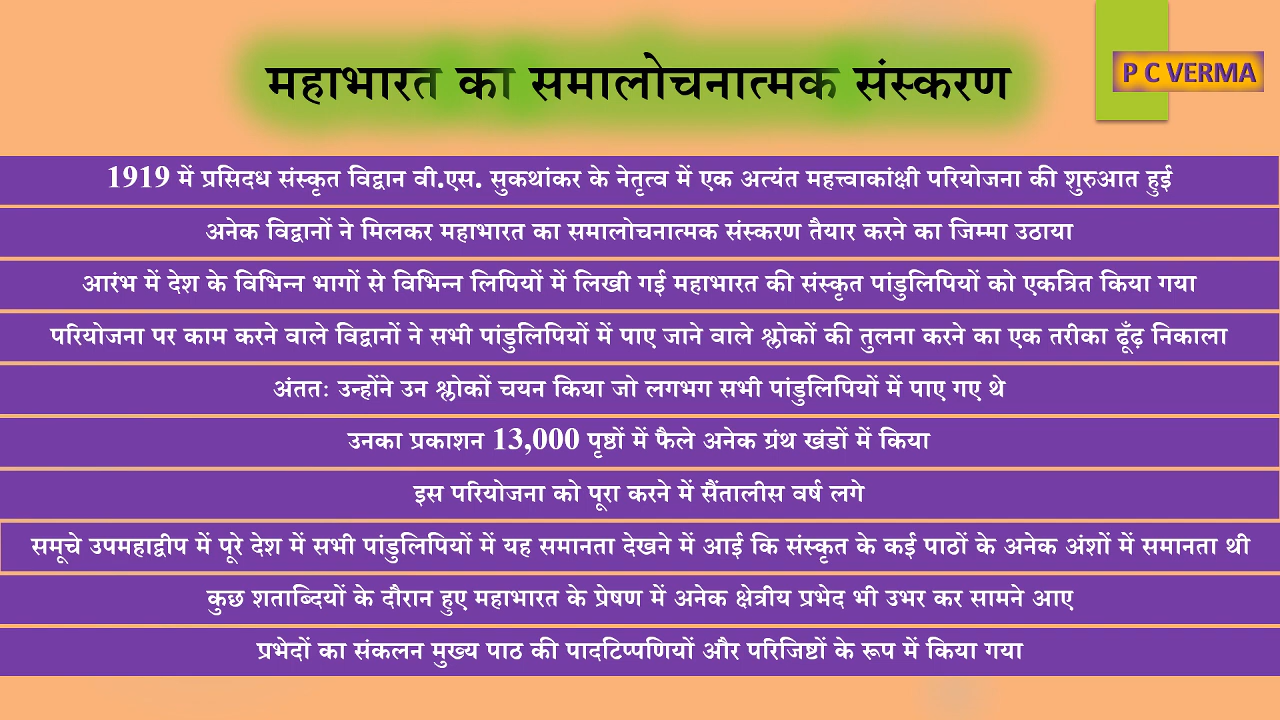 महाभारत का समालोचनात्मक संस्करण
P C VERMA
1919 में प्रसिदध संस्कृत विद्वान वी.एस. सुकथांकर के नेतृत्व में एक अत्यंत महत्त्वाकांक्षी परियोजना की शुरुआत हुई
अनेक विद्वानों ने मिलकर महाभारत का समालोचनात्मक संस्करण तैयार करने का जिम्मा उठाया
आरंभ में देश के विभिन्न भागों से विभिन्न लिपियों में लिखी गई महाभारत की संस्कृत पांडुलिपियों को एकत्रित किया गया
परियोजना पर काम करने वाले विद्वानों ने सभी पांडुलिपियों में पाए जाने वाले श्लोकों की तुलना करने का एक तरीका ढूँढ़ निकाला
अंततः उन्होंने उन श्लोकों चयन किया जो लगभग सभी पांडुलिपियों में पाए गए थे
उनका प्रकाशन 13,000 पृष्ठों में फैले अनेक ग्रंथ खंडों में किया
इस परियोजना को पूरा करने में सैंतालीस वर्ष लगे
समूचे उपमहाद्वीप में पूरे देश में सभी पांडुलिपियों में यह समानता देखने में आई कि संस्कृत के कई पाठों के अनेक अंशों में समानता थी
कुछ शताब्दियों के दौरान हुए महाभारत के प्रेषण में अनेक क्षेत्रीय प्रभेद भी उभर कर सामने आए
प्रभेदों का संकलन मुख्य पाठ की पादटिप्पणियों और परिजिष्टों के रूप में किया गया